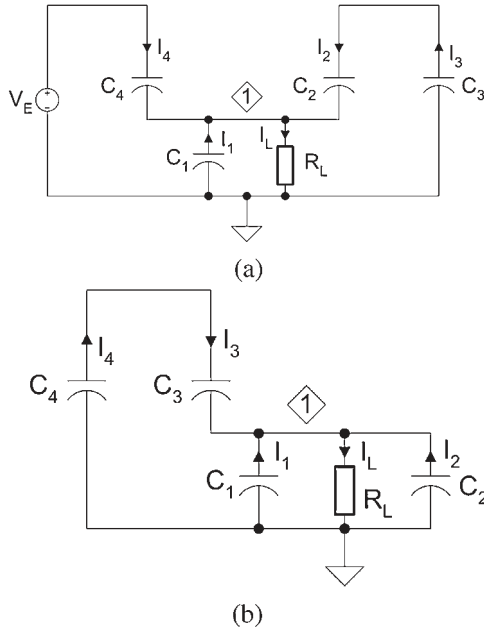 I4 I2 I3
VE C4 1 C2 C3
I1 IL
C1 RL
(a)
I4 I3
C4 C3 1
I1 IL I2
C1 RL C2
(b)